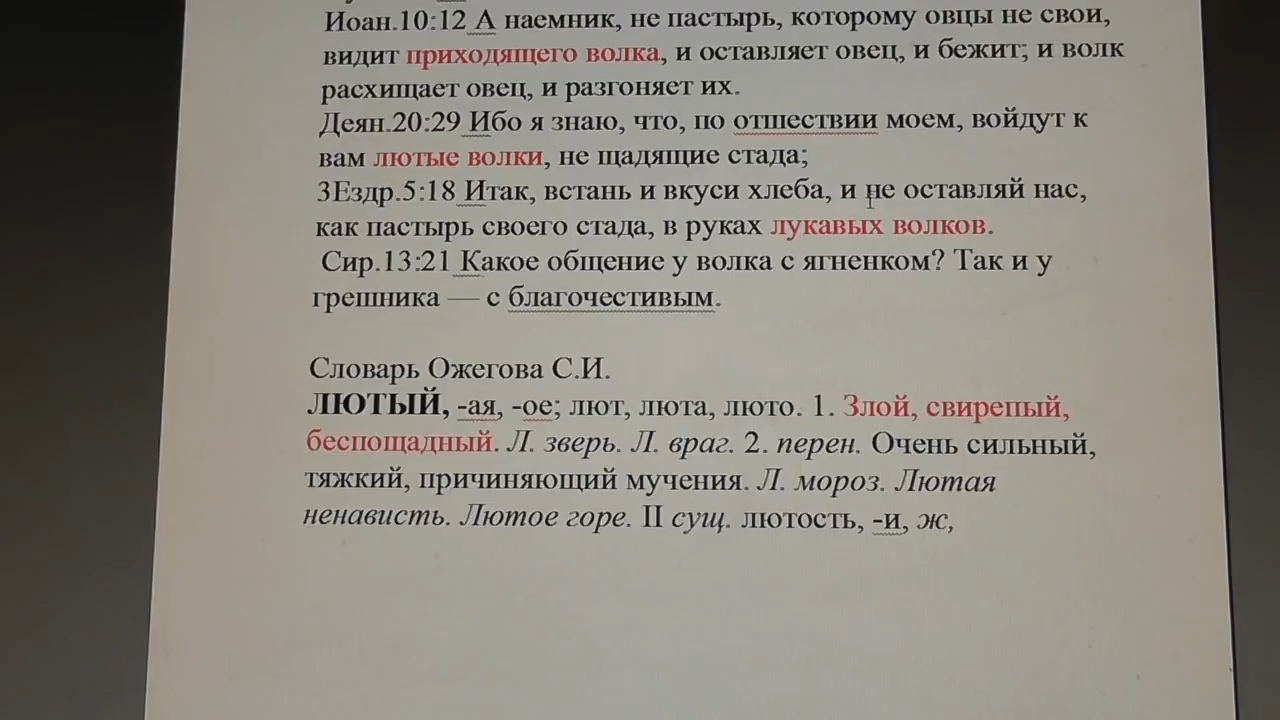 Иоан.10:12 А наемник, не пастырь, которому овцы не свои,
видит приходящего волка, и оставляет овец, и бежит; и волк
расхищает овец, и разгоняет их.
Деян.20:29 Ибо я знаю, что, по отшествии моем, войдут к
вам лютые волки, не щадящие стада;
3Ездр.5:18 Итак, встань и вкуси хлеба, и не оставляй нас,
как пастырь своего стада, в руках лукавых волков.
Сир.13:21 Какое общение у волка с ягненком? Так и у
грешника — с благочестивым.
Словарь Ожегова С.И.
ЛЮТЫЙ, -ая, -ое; лют, люта, люто. 1. Злой, свирепый,
беспощадный. Л. зверь. Л. враг. 2. перен. Очень сильный,
тяжкий, причиняющий мучения. Л. мороз. Лютая
ненависть. Лютое горе. II сущ. лютость, -и, ж,